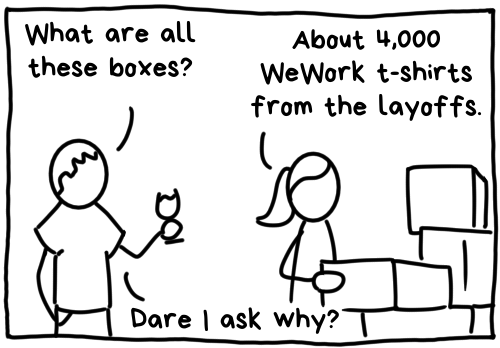 What are all
these boxes?
About 4,000
WeWork t-shirts
from the layoffs.
Dare I ask why?